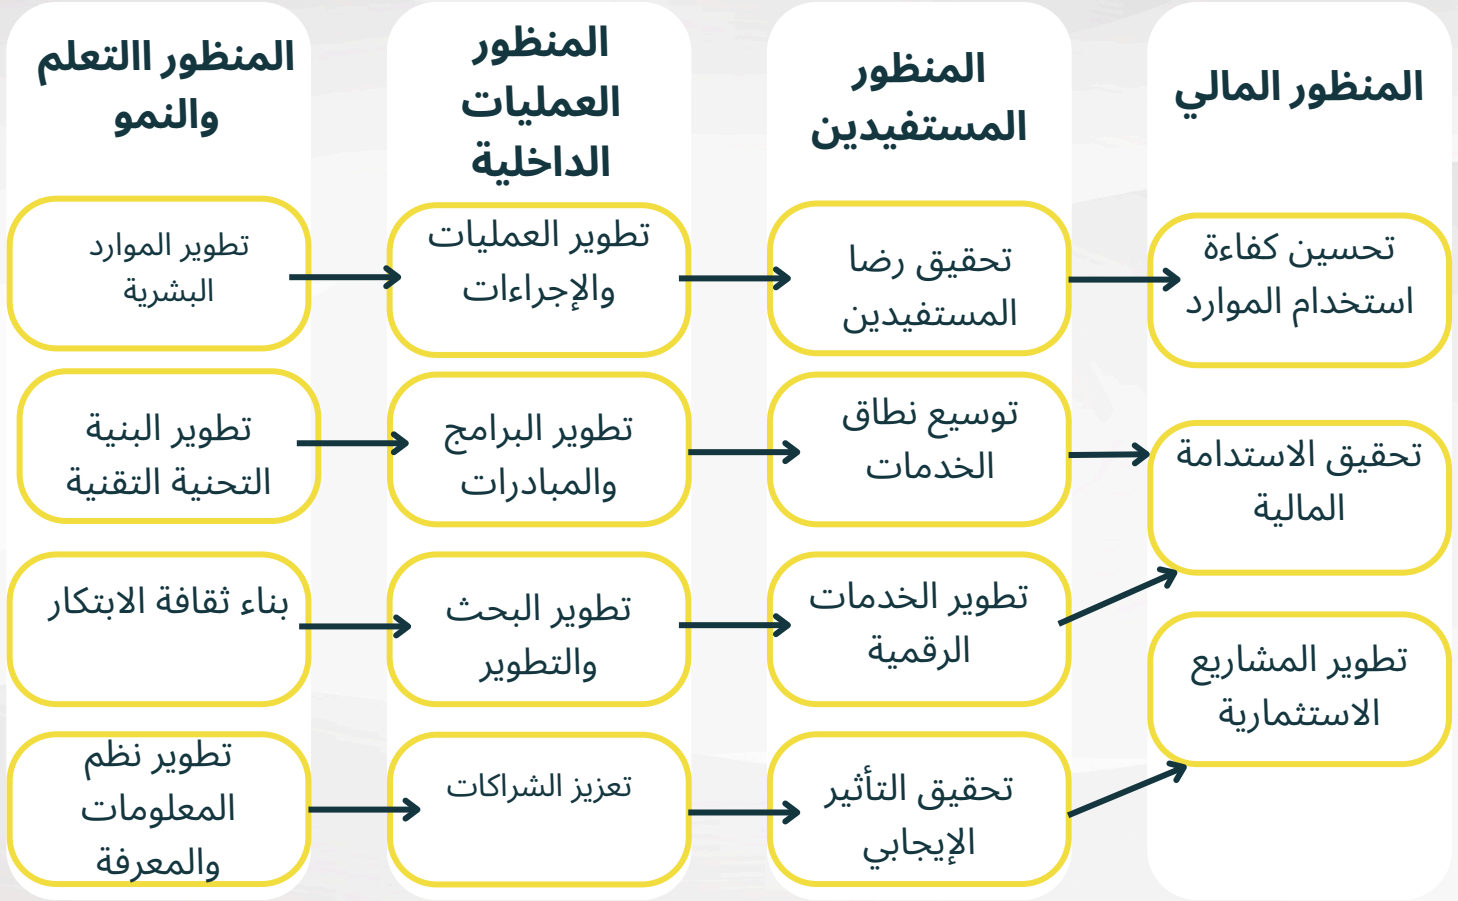 المنظور المالي
تحسين كفاءة
استخدام الموارد
تحقيق الاستدامة
المالية
تطوير المشاريع
الاستثمارية
المنظور
المستفيدين
تحقيق رضا
المستفيدين
توسيع نطاق
الخدمات
تطوير الخدمات
الرقمية
تحقيق التأثير
الإيجابي
المنظور
العمليات
الداخلية
تطوير العمليات
والإجراءات
تطوير البرامج
والمبادرات
تطوير البحث
والتطوير
تعزيز الشراكات
المنظور االتعلم
والنمو
تطوير الموارد
البشرية
تطوير البنية
التحنية التقنية
بناء ثقافة الابتكار
تطوير نظم
المعلومات
والمعرفة